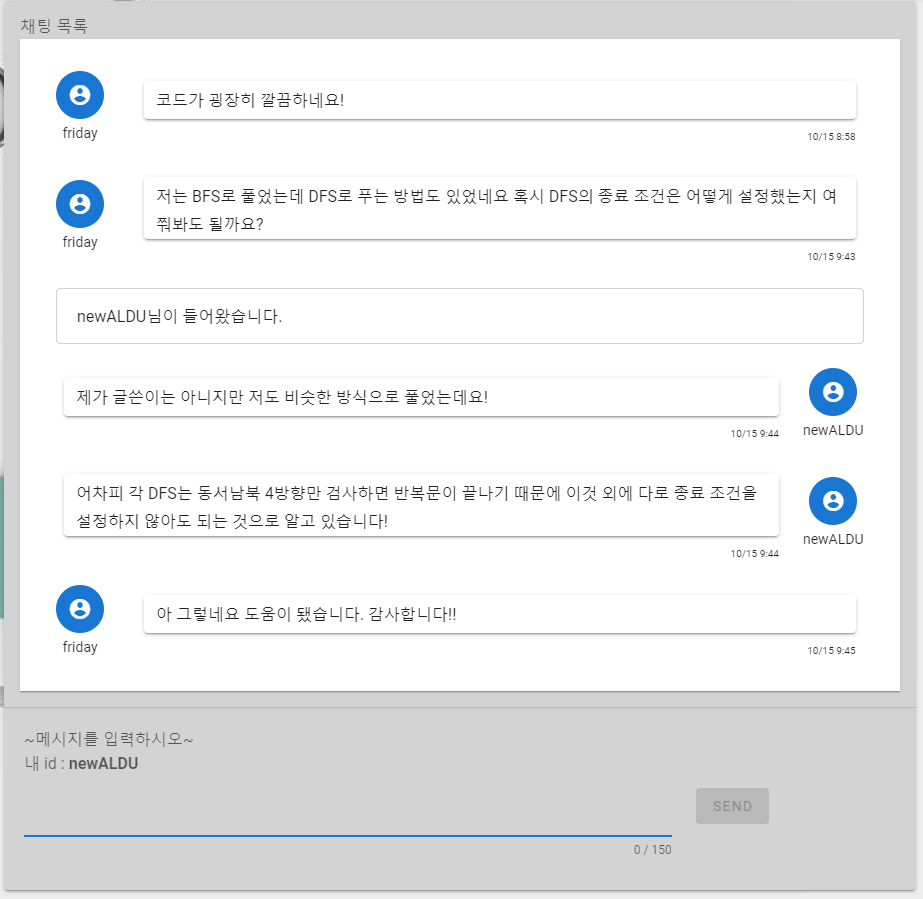 채팅 목록
코드가 굉장히 깔끔하네요!
friday
10/15 8:58
저는 BFS로 풀었는데 DFS로 푸는 방법도 있었네요 혹시 DFS의 종료 조건은 어떻게 설정했는지 여
쭤봐도 될까요?
friday
10/15 9:43
newALDU님이 들어왔습니다.
제가 글쓴이는 아니지만 저도 비슷한 방식으로 풀었는데요!
newALDU
10/15 9:44
어차피 각 DFS는 동서남북 4방향만 검사하면 반복문이 끝나기 때문에 이것 외에 다로 종료 조건을
설정하지 않아도 되는 것으로 알고 있습니다!
newALDU
10/15 9:44
아 그렇네요 도움이 됐습니다. 감사합니다!!
friday
10/15 9:45
~메시지를 입력하시오~
내 id : newALDU
SEND
0 / 150